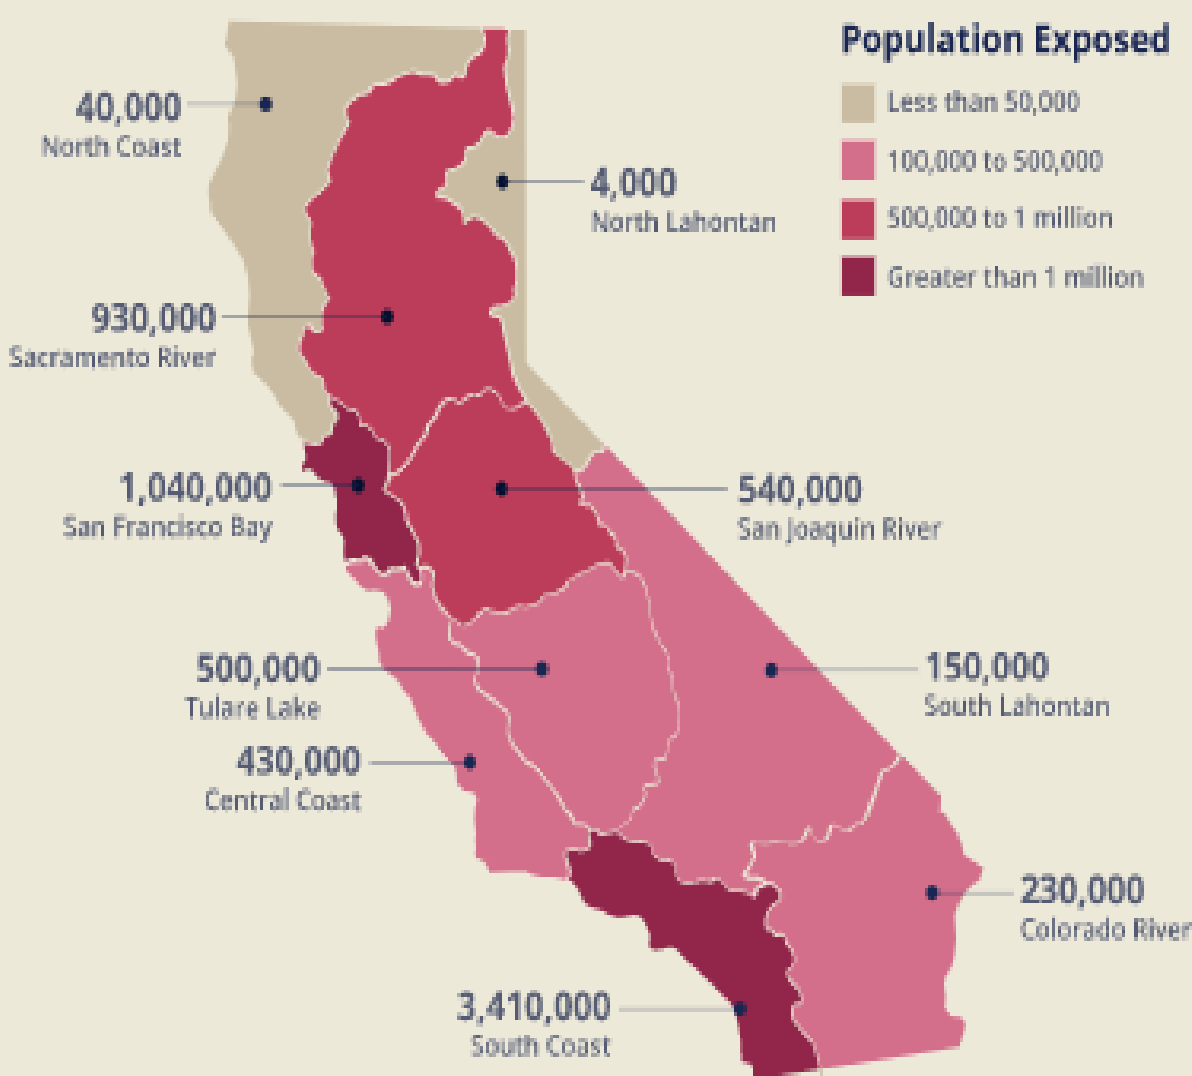 Population Exposed
Less than 50,000
100,000 to 500,000
500,000 to 1 million
Greater than 1 million
40,000
North Coast
4,000
North Lahontan
930,000
Sacramento River
1,040,000
San Francisco Bay
540,000
San Joaquin River
500,000
Tulare Lake
150,000
South Lahontan
430,000
Central Coast
230,000
Colorado River
3,410,000
South Coast